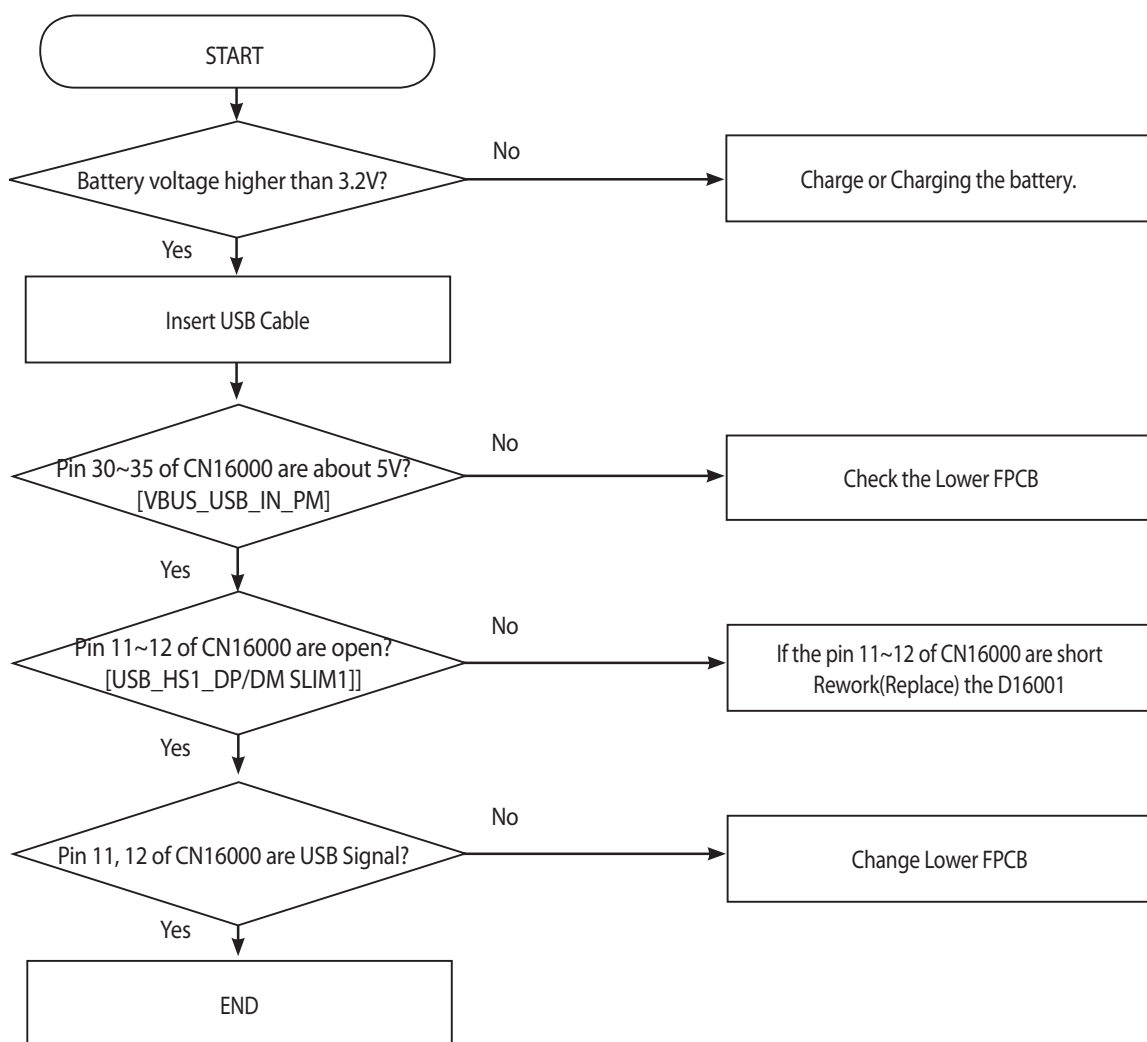 START
Battery voltage higher than 3.2V?
No
Charge or Charging the battery.
Yes
Insert USB Cable
Pin 30~35 of CN16000 are about 5V?
[VBUS_USB_IN_PM]
No
Check the Lower FPCB
Yes
Pin 11~12 of CN16000 are open?
[USB_HS1_DP/DM SLIM1]]
No
If the pin 11~12 of CN16000 are short
Rework(Replace) the D16001
Yes
Pin 11, 12 of CN16000 are USB Signal?
No
Change Lower FPCB
Yes
END